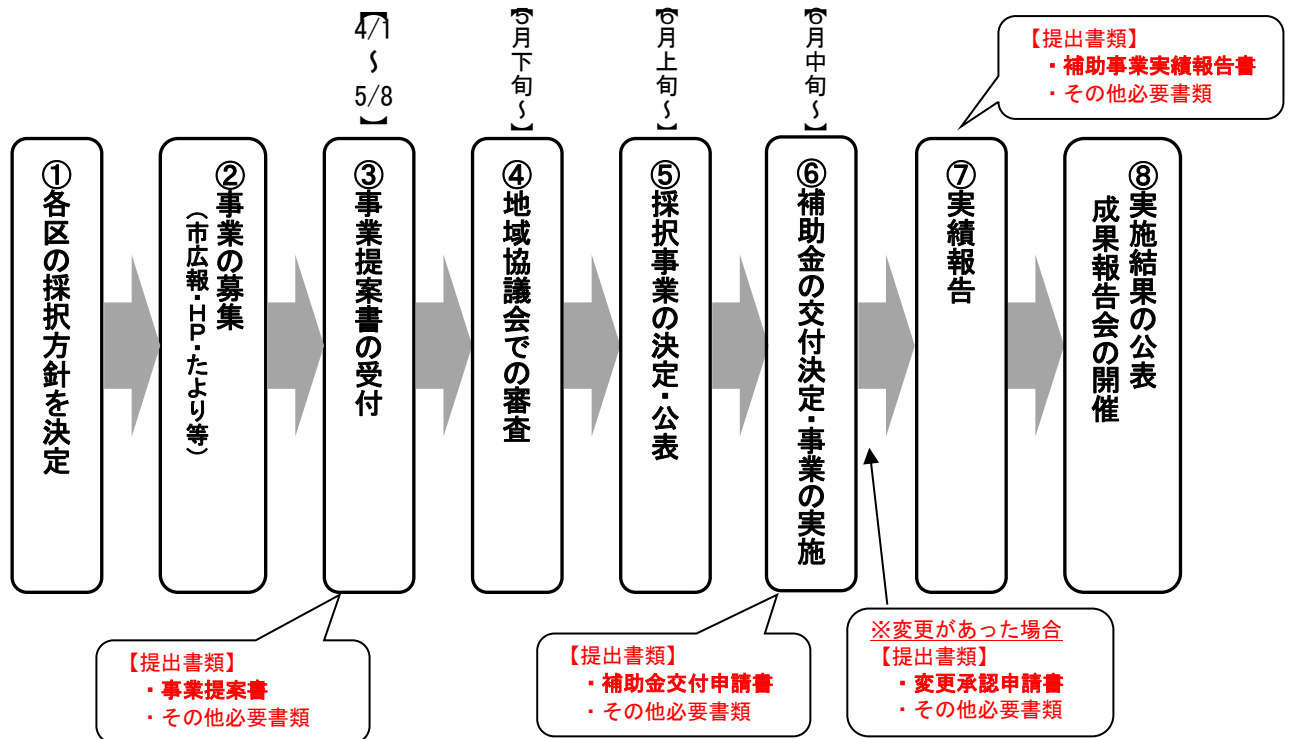 【4/1～5/8】
【5月下旬～】
【6月上旬～】
【6月中旬～】
【提出書類】
・補助事業実績報告書
・その他必要書類
①各区の採択方針を決定
②事業の募集
（市広報・HP・たより等）
③事業提案書の受付
④地域協議会での審査
⑤採択事業の決定・公表
⑥補助金の交付決定・事業の実施
⑦実績報告
⑧実施結果の公表
成果報告会の開催
【提出書類】
・事業提案書
・その他必要書類
【提出書類】
・補助金交付申請書
・その他必要書類
※変更があった場合
【提出書類】
・変更承認申請書
・その他必要書類